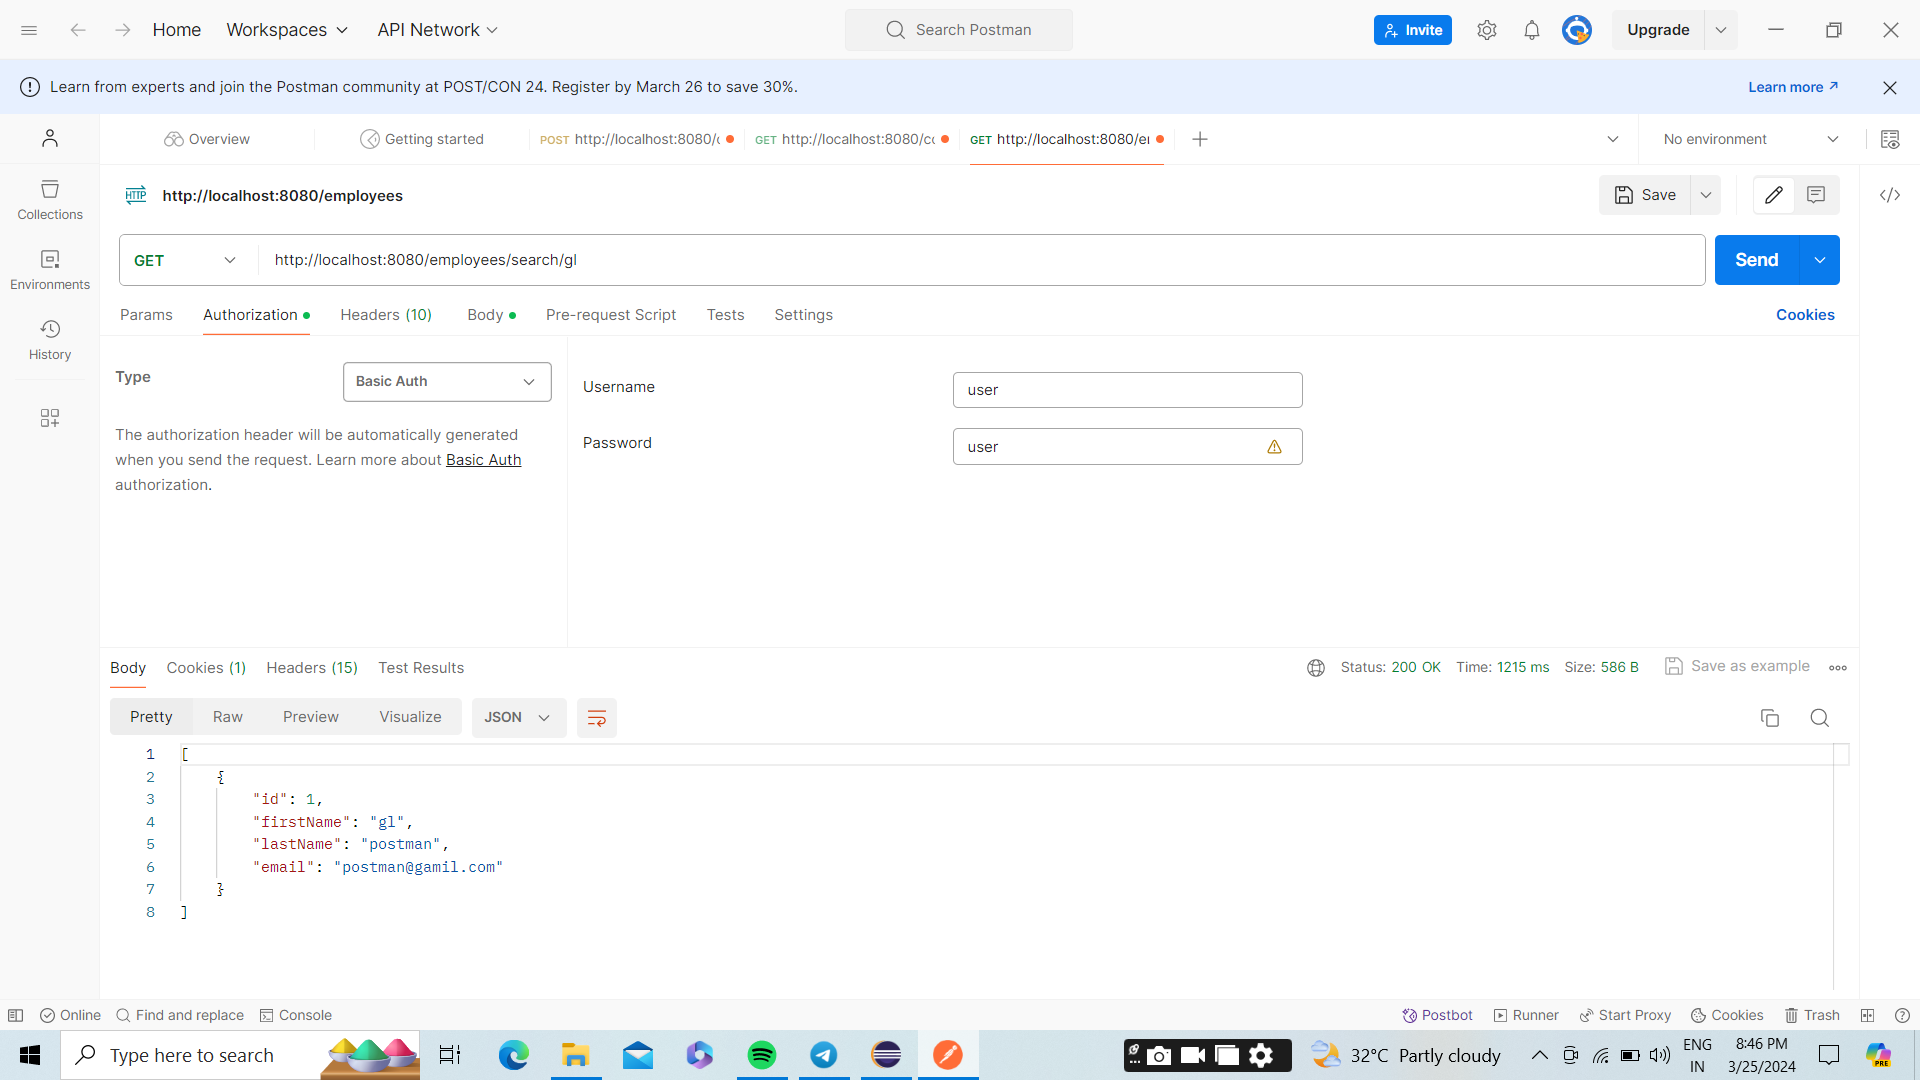 Home Workspaces API Network Search Postman Invite Upgrade
Learn from experts and join the Postman community at POST/CON 24. Register by March 26 to save 30%. Learn more
Overview Getting started POST http://localhost:8080/c GET http://localhost:8080/cc GET http://localhost:8080/er No environment
HTTP http://localhost:8080/employees Save
Collections
GET http://localhost:8080/employees/search/gl Send
Environments
Params Authorization Headers (10) Body Pre-request Script Tests Settings Cookies
History
Type Basic Auth Username user
The authorization header will be automatically generated
when you send the request. Learn more about Basic Auth
authorization.
Password user
Body Cookies (1) Headers (15) Test Results Status: 200 OK Time: 1215 ms Size: 586 B Save as example
Pretty Raw Preview Visualize JSON
1 [
2 {
3 "id": 1,
4 "firstName": "gl",
5 "lastName": "postman",
6 "email": "postman@gamil.com"
7 }
8 ]
Online Find and replace Console Postbot Runner Start Proxy Cookies Trash
Type here to search 32°C Partly cloudy ENG 8:46 PM
IN 3/25/2024
PRE